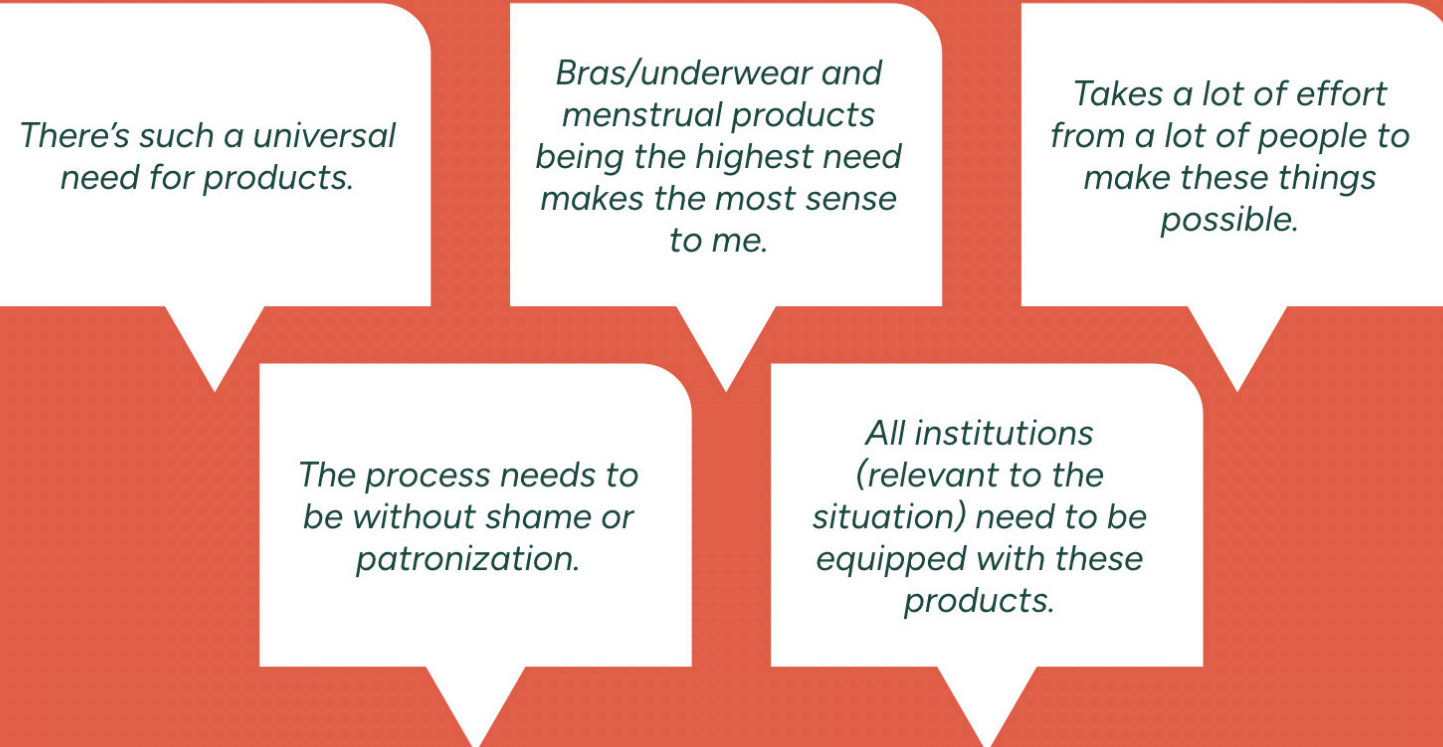 There's such a universal
need for products.
Bras/underwear and
menstrual products
being the highest need
makes the most sense
to me.
Takes a lot of effort
from a lot of people to
make these things
possible.
The process needs to
be without shame or
patronization.
All institutions
(relevant to the
situation) need to be
equipped with these
products.